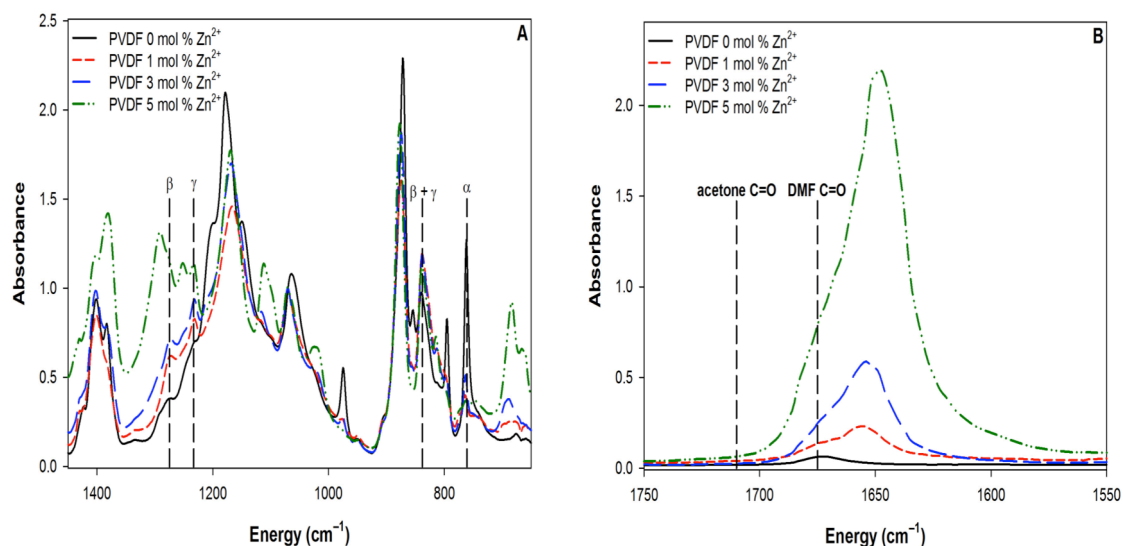 A
PVDF 0 mol % Zn²⁺
PVDF 1 mol % Zn²⁺
PVDF 3 mol % Zn²⁺
PVDF 5 mol % Zn²⁺
β
γ
β + γ
α
2.5
2.0
1.5
1.0
0.5
0.0
Absorbance
1400
1200
1000
800
Energy (cm⁻¹)
B
PVDF 0 mol % Zn²⁺
PVDF 1 mol % Zn²⁺
PVDF 3 mol % Zn²⁺
PVDF 5 mol % Zn²⁺
acetone C=O
DMF C=O
2.0
1.5
1.0
0.5
0.0
Absorbance
1750
1700
1650
1600
1550
Energy (cm⁻¹)